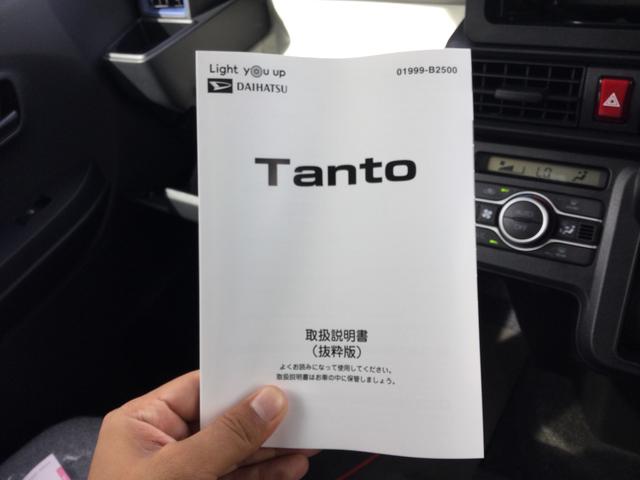 Light you up
DAIHATSU
01999-B2500
Tanto
取扱説明書
（抜粋版）
よくお読みになって使用してください。
取扱説明書はお車の中に保管しましょう。
AUTO
OFF